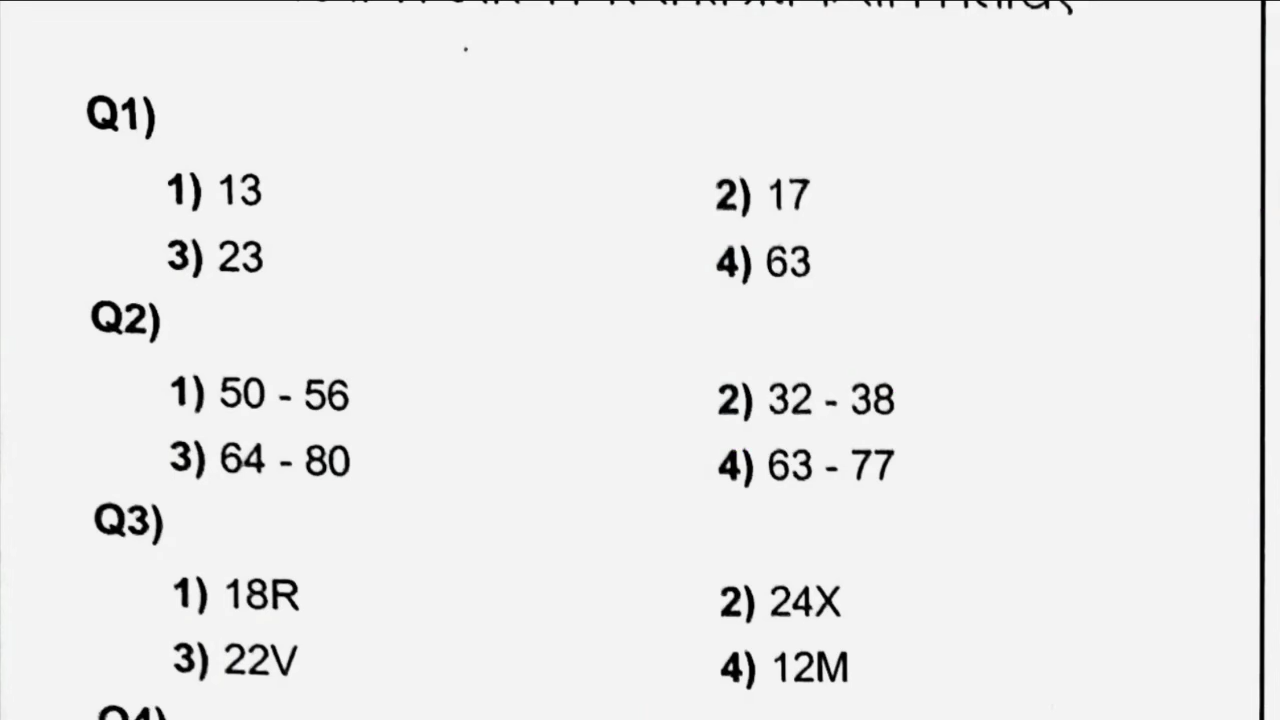 Q1)
1) 13 2) 17
3) 23 4) 63
Q2)
1) 50 - 56 2) 32 - 38
3) 64 - 80 4) 63 - 77
Q3)
1) 18R 2) 24X
3) 22V 4) 12M
Q4)